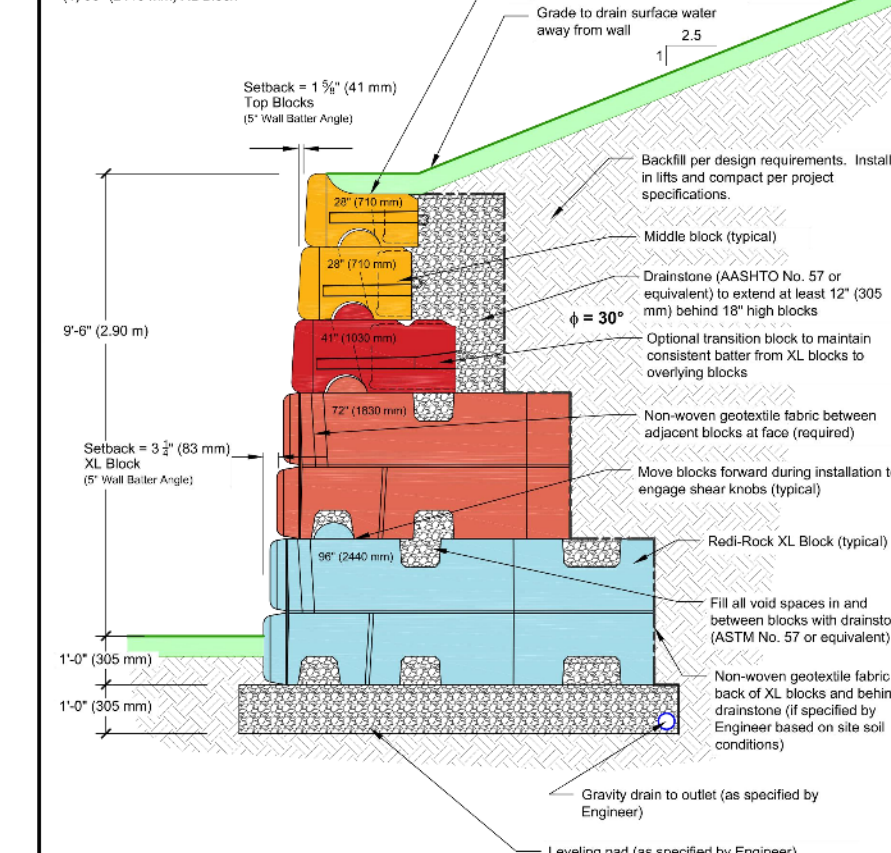 Grade to drain surface water
away from wall
2.5
1
Setback = 1 5/8" (41 mm)
Top Blocks
(5° Wall Batter Angle)
Backfill per design requirements. Install
in lifts and compact per project
specifications.
28" (710 mm)
Middle block (typical)
28" (710 mm)
Drainstone (AASHTO No. 57 or
equivalent) to extend at least 12" (305
mm) behind 18" high blocks
ϕ = 30°
9'-6" (2.90 m)
41" (1030 mm)
Optional transition block to maintain
consistent batter from XL blocks to
overlying blocks
72" (1830 mm)
Non-woven geotextile fabric between
adjacent blocks at face (required)
Setback = 3 1/4" (83 mm)
XL Block
(5° Wall Batter Angle)
Move blocks forward during installation to
engage shear knobs (typical)
96" (2440 mm)
Redi-Rock XL Block (typical)
Fill all void spaces in and
between blocks with drainsto
(ASTM No. 57 or equivalent)
1'-0" (305 mm)
Non-woven geotextile fabric
back of XL blocks and behin
drainstone (if specified by
Engineer based on site soil
conditions)
1'-0" (305 mm)
Gravity drain to outlet (as specified by
Engineer)
Leveling pad (as specified by Engineer)